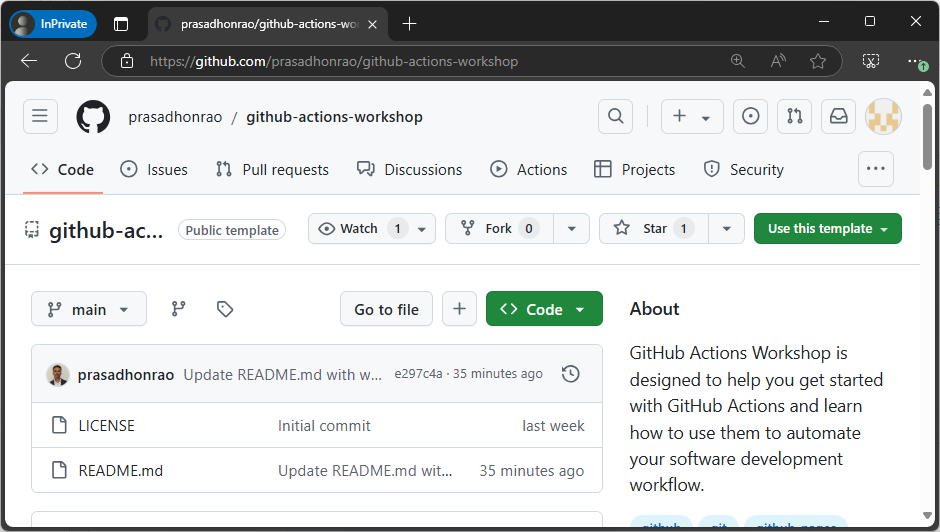 InPrivate
prasadhonrao/github-actions-wo
https://github.com/prasadhonrao/github-actions-workshop
prasadhonrao / github-actions-workshop
Code
Issues
Pull requests
Discussions
Actions
Projects
Security
github-ac...
Public template
Watch 1
Fork 0
Star 1
Use this template
main
Go to file
Code
About
prasadhonrao Update README.md with w... e297c4a · 35 minutes ago
LICENSE Initial commit last week
README.md Update README.md wit... 35 minutes ago
GitHub Actions Workshop is
designed to help you get started
with GitHub Actions and learn
how to use them to automate
your software development
workflow.
github git github-pages